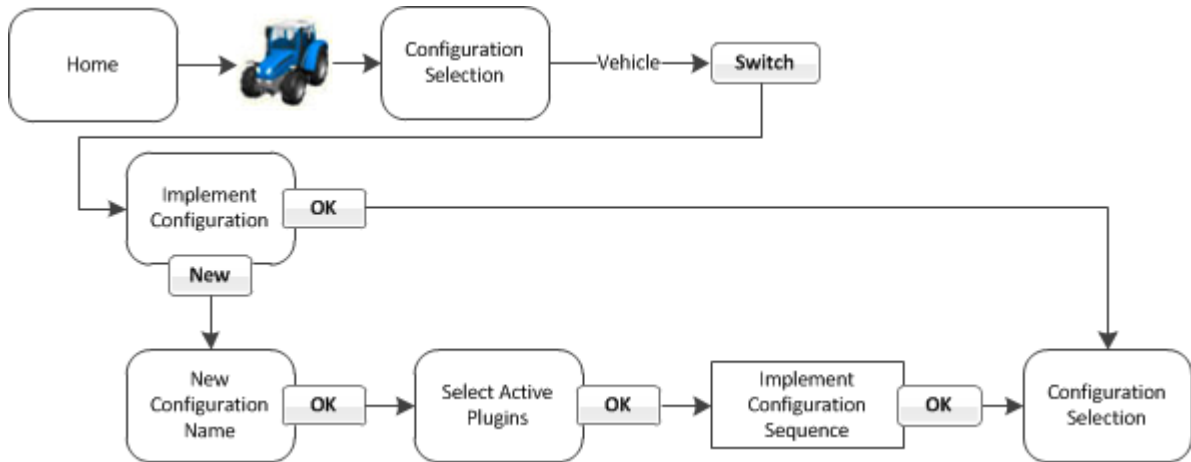 Home
Configuration
Selection
Vehicle
Switch
Implement
Configuration
OK
New
New
Configuration
Name
OK
Select Active
Plugins
OK
Implement
Configuration
Sequence
OK
Configuration
Selection